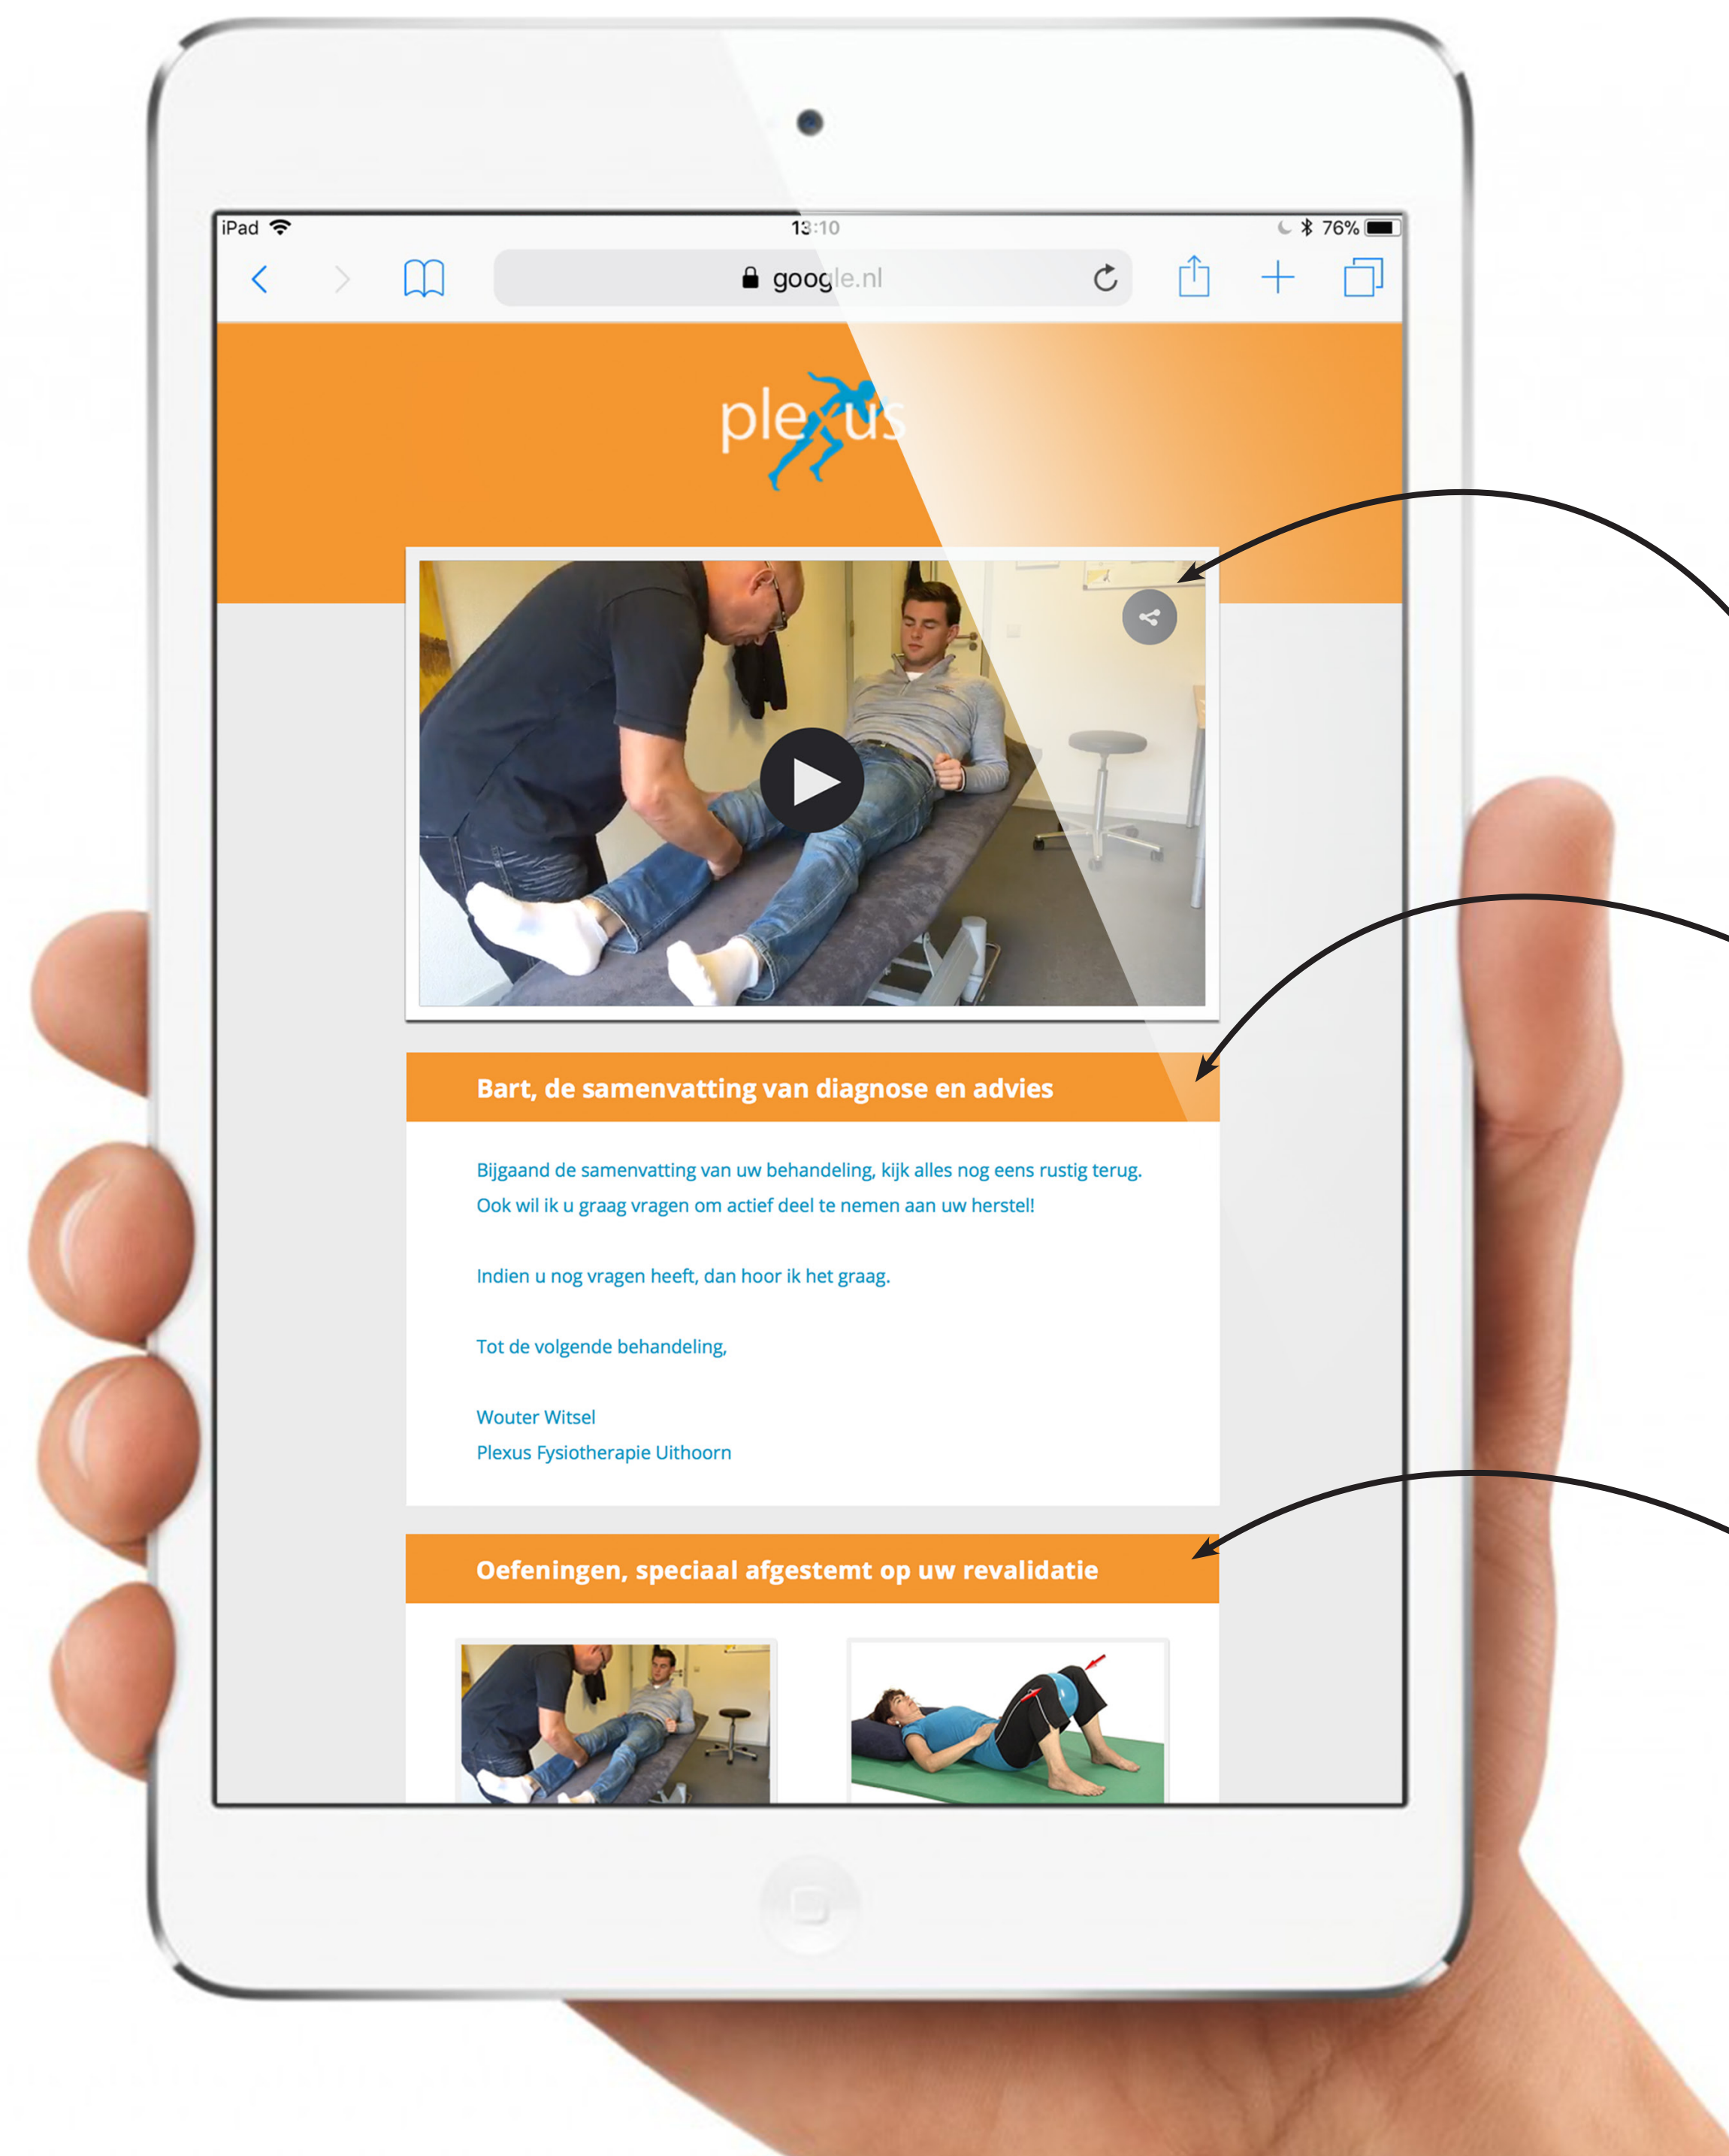 iPad 13:10 76%
google.nl
plexus
Bart, de samenvatting van diagnose en advies
Bijgaand de samenvatting van uw behandeling, kijk alles nog eens rustig terug.
Ook wil ik u graag vragen om actief deel te nemen aan uw herstel!
Indien u nog vragen heeft, dan hoor ik het graag.
Tot de volgende behandeling,
Wouter Witsel
Plexus Fysiotherapie Uithoorn
Oefeningen, speciaal afgestemt op uw revalidatie